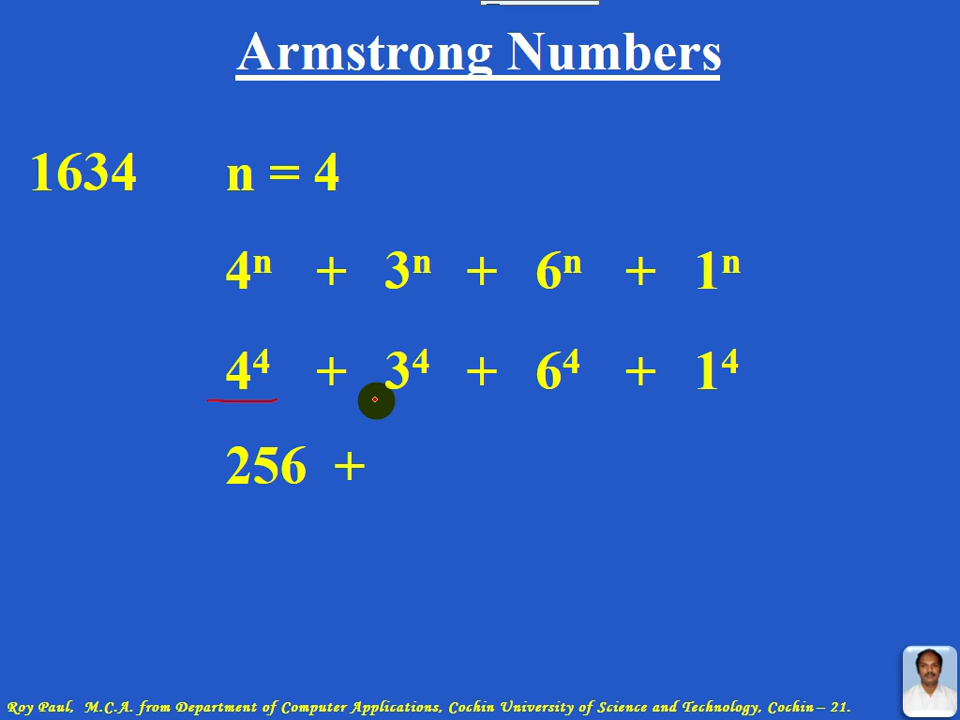 Armstrong Numbers
1634 n = 4
4ⁿ + 3ⁿ + 6ⁿ + 1ⁿ
4⁴ + 3⁴ + 6⁴ + 1⁴
256 +
Roy Paul, M.C.A. from Department of Computer Applications, Cochin University of Science and Technology, Cochin – 21.